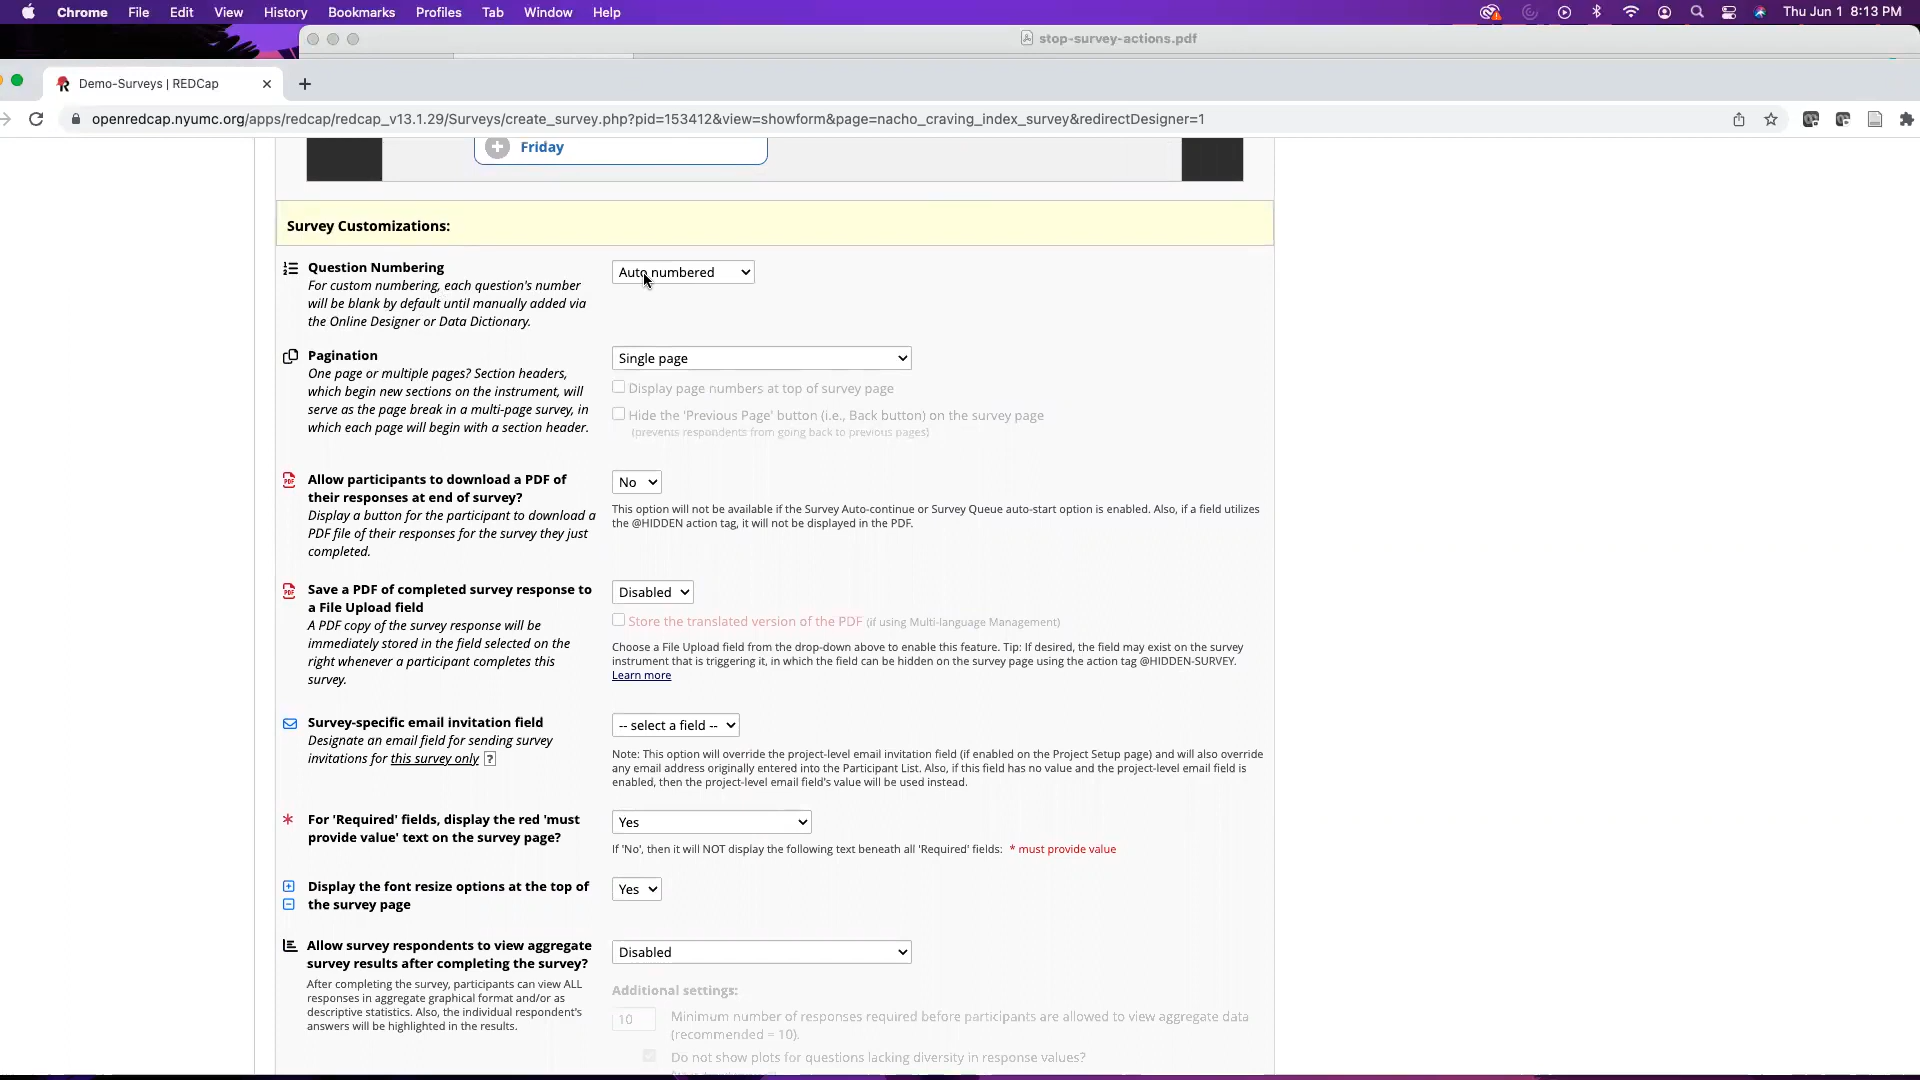 Chrome File Edit View History Bookmarks Profiles Tab Window Help Thu Jun 1 8:13 PM
stop-survey-actions.pdf
Demo-Surveys | REDCap
openredcap.nyumc.org/apps/redcap/redcap_v13.1.29/Surveys/create_survey.php?pid=153412&view=showform&page=nacho_craving_index_survey&redirectDesigner=1
Friday
Survey Customizations:
Question Numbering
For custom numbering, each question's number
will be blank by default until manually added via
the Online Designer or Data Dictionary.
Auto numbered
Pagination
One page or multiple pages? Section headers,
which begin new sections on the instrument, will
serve as the page break in a multi-page survey, in
which each page will begin with a section header.
Single page
Display page numbers at top of survey page
Hide the 'Previous Page' button (i.e., Back button) on the survey page
(prevents respondents from going back to previous pages)
Allow participants to download a PDF of
their responses at end of survey?
Display a button for the participant to download a
PDF file of their responses for the survey they just
completed.
No
This option will not be available if the Survey Auto-continue or Survey Queue auto-start option is enabled. Also, if a field utilizes
the @HIDDEN action tag, it will not be displayed in the PDF.
Save a PDF of completed survey response to
a File Upload field
A PDF copy of the survey response will be
immediately stored in the field selected on the
right whenever a participant completes this
survey.
Disabled
Store the translated version of the PDF (if using Multi-language Management)
Choose a File Upload field from the drop-down above to enable this feature. Tip: If desired, the field may exist on the survey
instrument that is triggering it, in which the field can be hidden on the survey page using the action tag @HIDDEN-SURVEY.
Learn more
Survey-specific email invitation field
Designate an email field for sending survey
invitations for this survey only ?
-- select a field --
Note: This option will override the project-level email invitation field (if enabled on the Project Setup page) and will also override
any email address originally entered into the Participant List. Also, if this field has no value and the project-level email field is
enabled, then the project-level email field's value will be used instead.
For 'Required' fields, display the red 'must
provide value' text on the survey page?
Yes
If 'No', then it will NOT display the following text beneath all 'Required' fields: * must provide value
Display the font resize options at the top of
the survey page
Yes
Allow survey respondents to view aggregate
survey results after completing the survey?
After completing the survey, participants can view ALL
responses in aggregate graphical format and/or as
descriptive statistics. Also, the individual respondent's
answers will be highlighted in the results.
Disabled
Additional settings:
10
Minimum number of responses required before participants are allowed to view aggregate data
(recommended = 10).
Do not show plots for questions lacking diversity in response values?